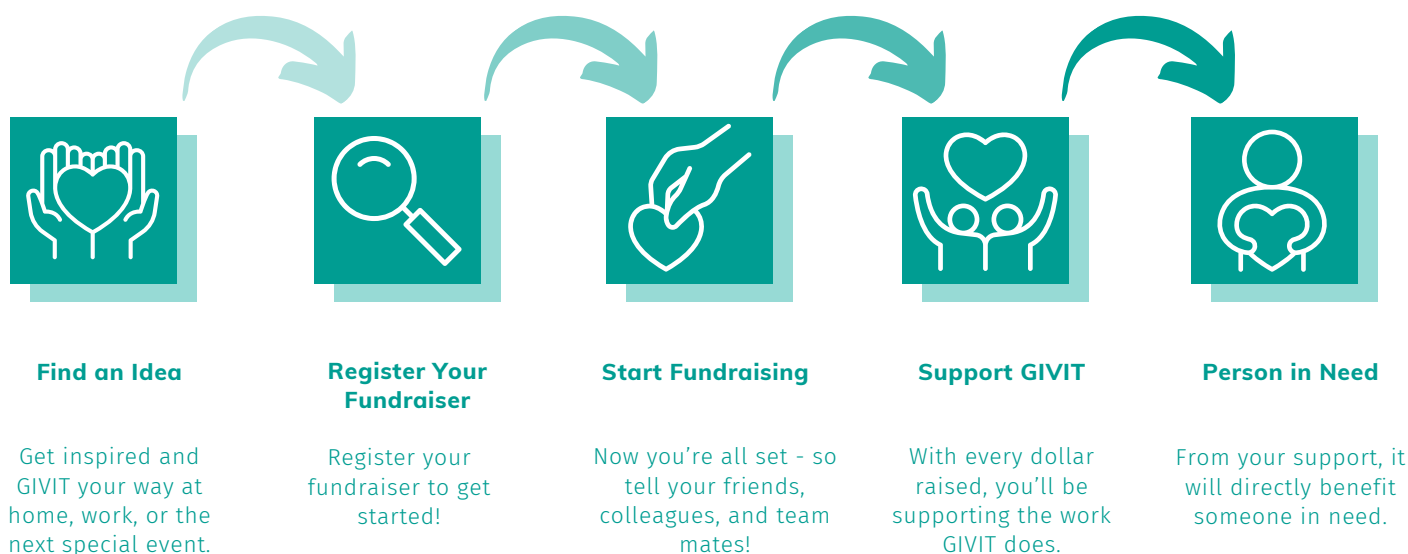 Find an Idea
Get inspired and
GIVIT your way at
home, work, or the
next special event.
Register Your
Fundraiser
Register your
fundraiser to get
started!
Start Fundraising
Now you’re all set - so
tell your friends,
colleagues, and team
mates!
Support GIVIT
With every dollar
raised, you’ll be
supporting the work
GIVIT does.
Person in Need
From your support, it
will directly benefit
someone in need.